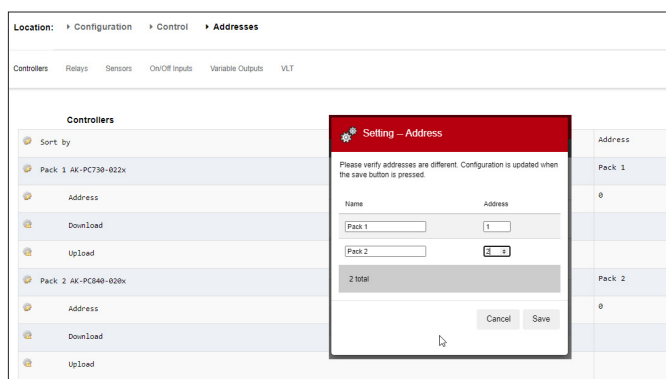 Location: Configuration Control Addresses
Controllers Relays Sensors On/Off Inputs Variable Outputs VLT
Controllers
Sort by Address
Pack 1 AK-PC730-022x Pack 1
Address 0
Download
Upload
Pack 2 AK-PC840-020x Pack 2
Address 0
Download
Upload
Setting – Address
Please verify addresses are different. Configuration is updated when
the save button is pressed.
Name Address
Pack 1 1
Pack 2 2
2 total
Cancel Save